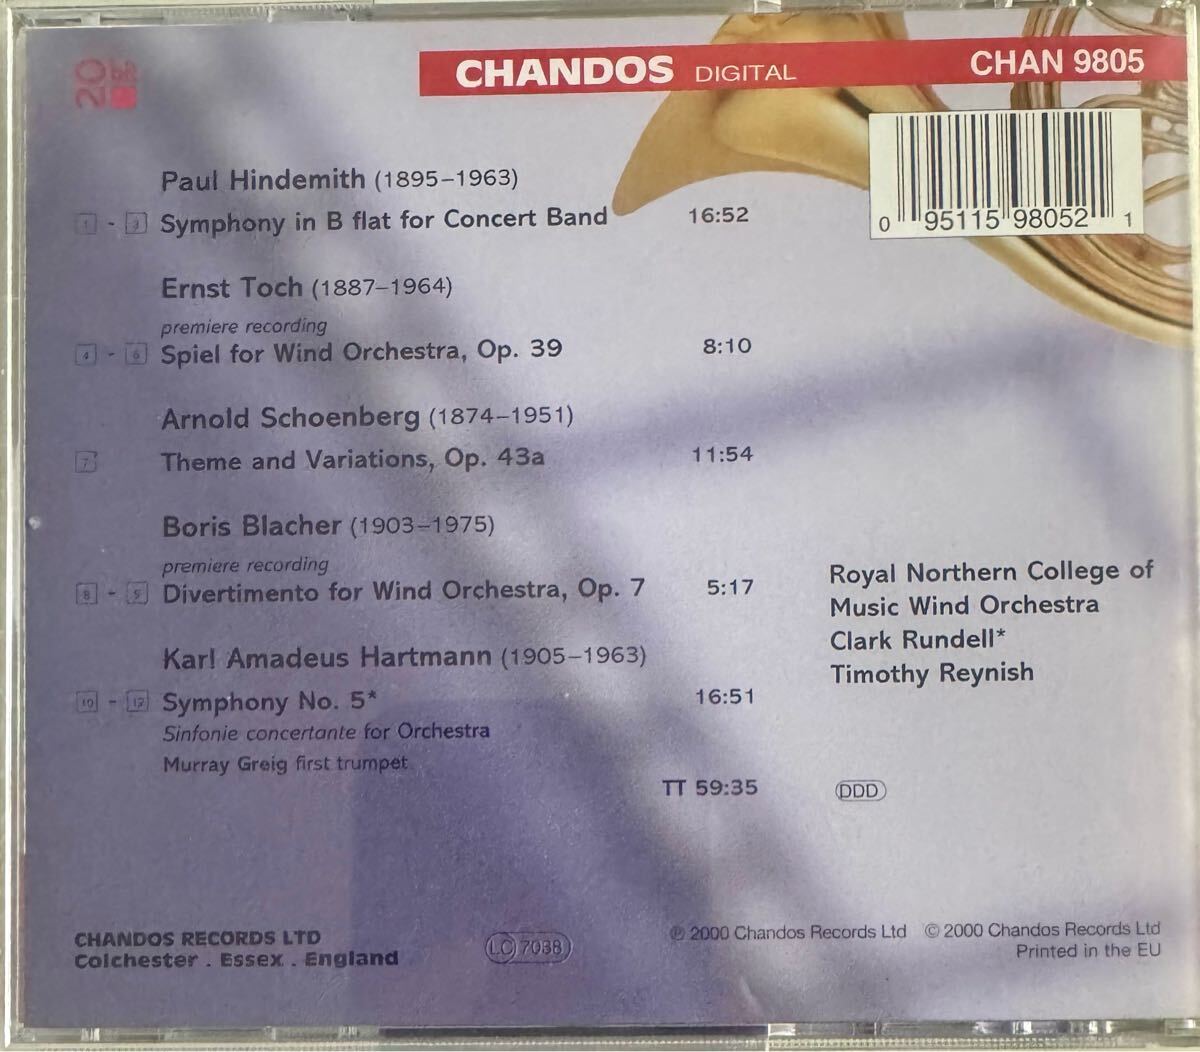 20 bit
CHANDOS DIGITAL CHAN 9805
0 95115 98052 1
Paul Hindemith (1895–1963)
1 - 3 Symphony in B flat for Concert Band 16:52
Ernst Toch (1887–1964)
premiere recording
4 - 6 Spiel for Wind Orchestra, Op. 39 8:10
Arnold Schoenberg (1874–1951)
7 Theme and Variations, Op. 43a 11:54
Boris Blacher (1903–1975)
premiere recording
8 - 9 Divertimento for Wind Orchestra, Op. 7 5:17
Karl Amadeus Hartmann (1905–1963)
10 - 12 Symphony No. 5* 16:51
Sinfonie concertante for Orchestra
Murray Greig first trumpet
TT 59:35
Royal Northern College of
Music Wind Orchestra
Clark Rundell*
Timothy Reynish
DDD
CHANDOS RECORDS LTD
Colchester . Essex . England
LC 7038
℗ 2000 Chandos Records Ltd © 2000 Chandos Records Ltd
Printed in the EU